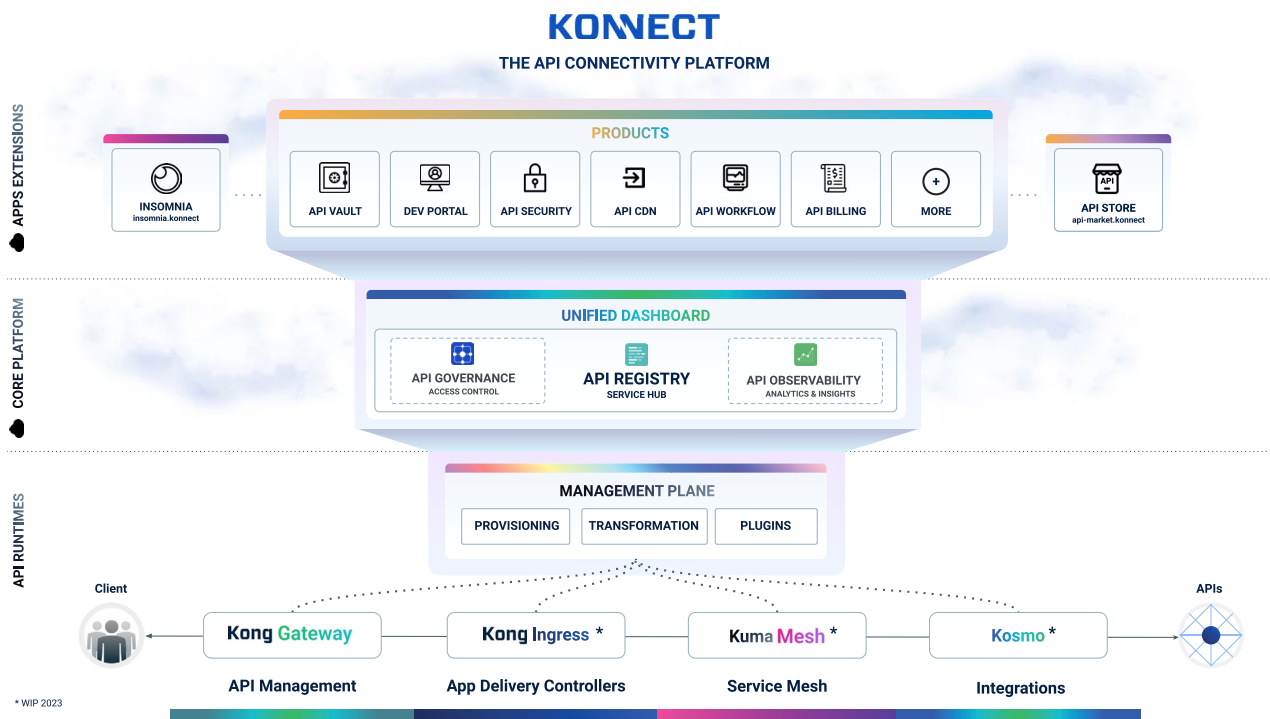 KONNECT
THE API CONNECTIVITY PLATFORM
APPS EXTENSIONS
INSOMNIA
insomnia.konnect
PRODUCTS
API VAULT
DEV PORTAL
API SECURITY
API CDN
API WORKFLOW
API BILLING
MORE
API
API STORE
api-market.konnect
CORE PLATFORM
UNIFIED DASHBOARD
API GOVERNANCE
ACCESS CONTROL
API REGISTRY
SERVICE HUB
API OBSERVABILITY
ANALYTICS & INSIGHTS
API RUNTIMES
MANAGEMENT PLANE
PROVISIONING
TRANSFORMATION
PLUGINS
Client
APIs
Kong Gateway
Kong Ingress *
Kuma Mesh *
Kosmo *
API Management
App Delivery Controllers
Service Mesh
Integrations
* WIP 2023